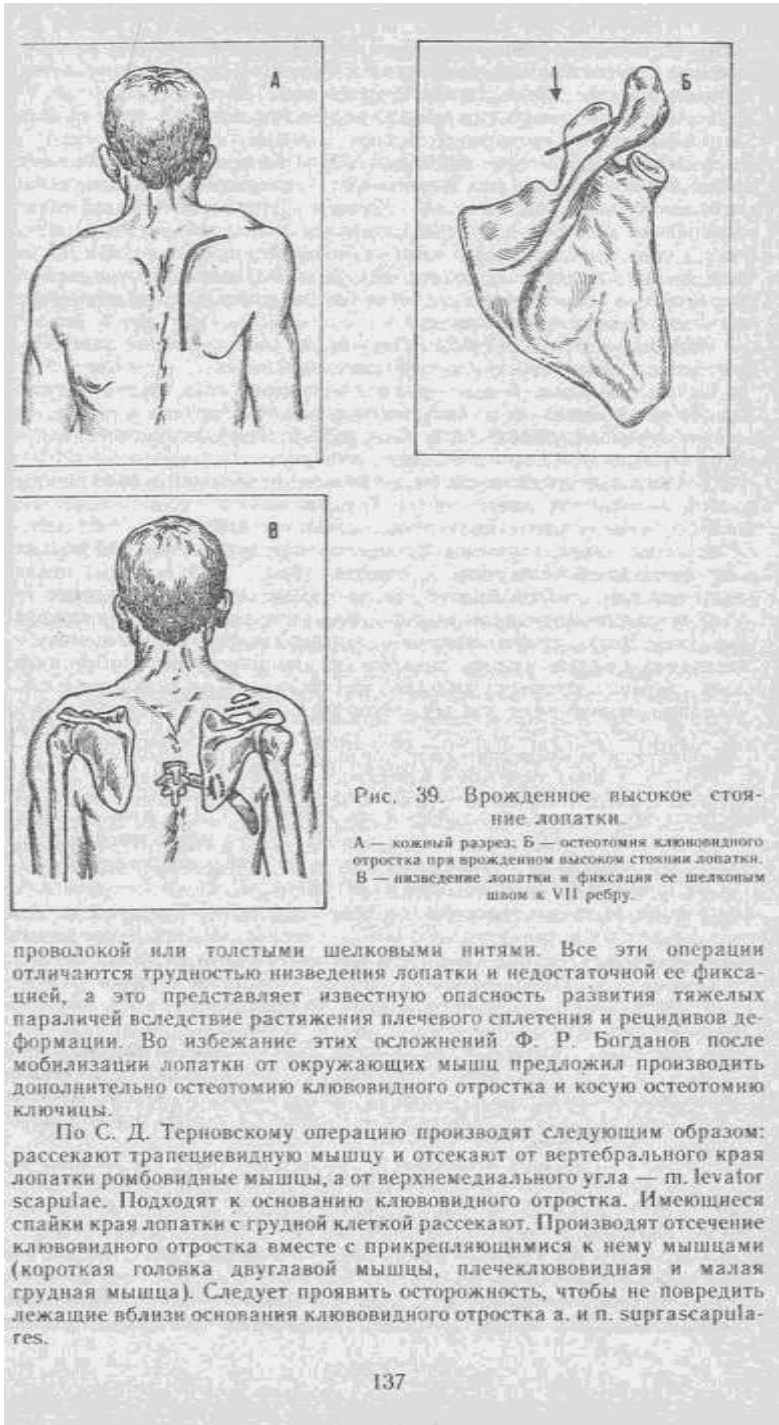 А
Б
В
Рис. 39. Врожденное высокое стоя-
ние лопатки.
А — кожный разрез; Б — остеотомия клювовидного
отростка при врожденном высоком стоянии лопатки.
В — низведение лопатки и фиксация ее шелковым
швом к VII ребру.
проволокой или толстыми шелковыми нитями. Все эти операции
отличаются трудностью низведения лопатки и недостаточной ее фикса-
цией, а это представляет известную опасность развития тяжелых
параличей вследствие растяжения плечевого сплетения и рецидивов де-
формации. Во избежание этих осложнений Ф. Р. Богданов после
мобилизации лопатки от окружающих мышц предложил производить
дополнительно остеотомию клювовидного отростка и косую остеотомию
ключицы.
По С. Д. Терновскому операцию производят следующим образом:
рассекают трапециевидную мышцу и отсекают от вертебрального края
лопатки ромбовидные мышцы, а от верхнемедиального угла — m. levator
scapulae. Подходят к основанию клювовидного отростка. Имеющиеся
спайки края лопатки с грудной клеткой рассекают. Производят отсечение
клювовидного отростка вместе с прикрепляющимися к нему мышцами
(короткая головка двуглавой мышцы, плечеклювовидная и малая
грудная мышца). Следует проявить осторожность, чтобы не повредить
лежащие вблизи основания клювовидного отростка a. и n. suprascapula-
res.
137